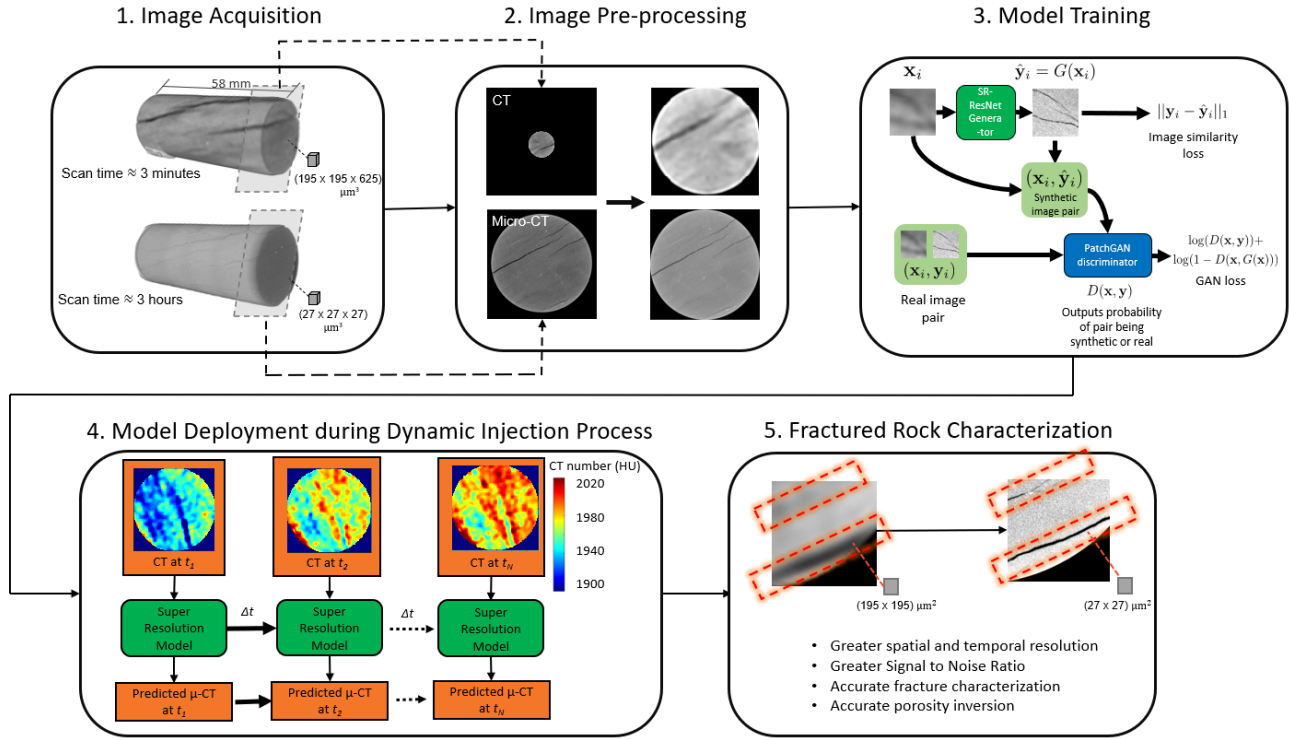 1. Image Acquisition
58 mm
Scan time ≈ 3 minutes
(195 x 195 x 625)
μm³
Scan time ≈ 3 hours
(27 x 27 x 27)
μm³
2. Image Pre-processing
CT
Micro-CT
3. Model Training
xᵢ
ŷᵢ = G(xᵢ)
SR-
ResNet
Genera
-tor
||yᵢ − ŷᵢ||₁
Image similarity
loss
(xᵢ, ŷᵢ)
Synthetic
image pair
(xᵢ, yᵢ)
Real image
pair
PatchGAN
discriminator
D(x, y)
Outputs probability
of pair being
synthetic or real
log(D(x, y))+
log(1 − D(x, G(x)))
GAN loss
4. Model Deployment during Dynamic Injection Process
CT at t₁
CT at t₂
CT at t_N
CT number (HU)
2020
1980
1940
1900
Super
Resolution
Model
Δt
Super
Resolution
Model
Δt
Super
Resolution
Model
Predicted μ-CT
at t₁
Predicted μ-CT
at t₂
Predicted μ-CT
at t_N
5. Fractured Rock Characterization
(195 x 195) μm²
(27 x 27) μm²
• Greater spatial and temporal resolution
• Greater Signal to Noise Ratio
• Accurate fracture characterization
• Accurate porosity inversion